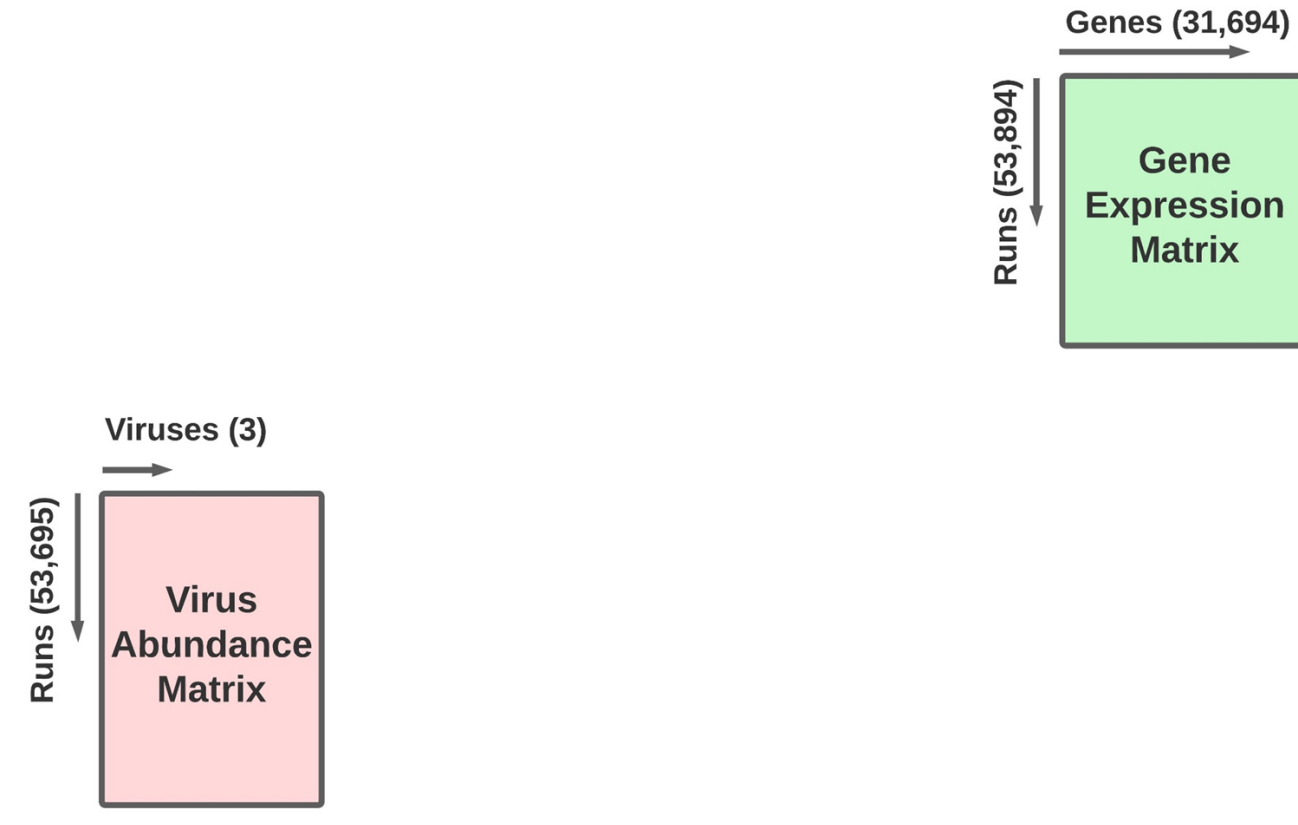 Genes (31,694)
Runs (53,894)
Gene
Expression
Matrix
Viruses (3)
Runs (53,695)
Virus
Abundance
Matrix